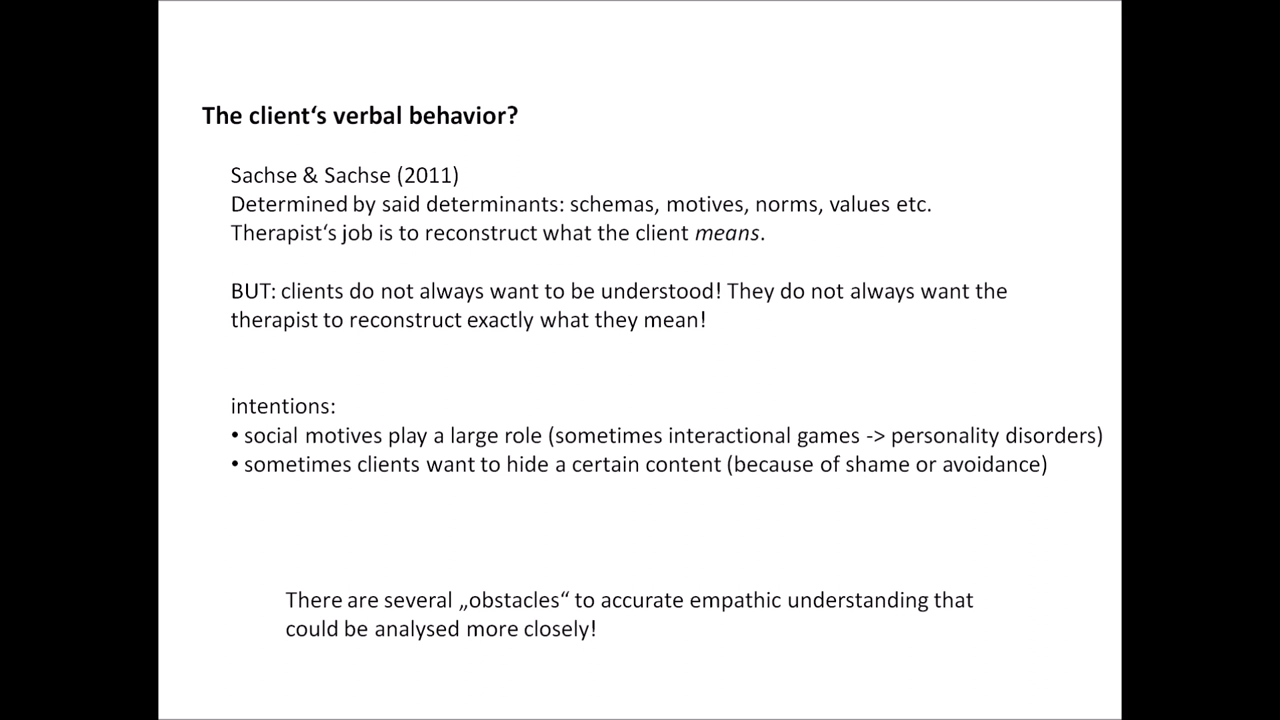 The client‘s verbal behavior?
Sachse & Sachse (2011)
Determined by said determinants: schemas, motives, norms, values etc.
Therapist‘s job is to reconstruct what the client means.
BUT: clients do not always want to be understood! They do not always want the
therapist to reconstruct exactly what they mean!
intentions:
• social motives play a large role (sometimes interactional games -> personality disorders)
• sometimes clients want to hide a certain content (because of shame or avoidance)
There are several „obstacles“ to accurate empathic understanding that
could be analysed more closely!